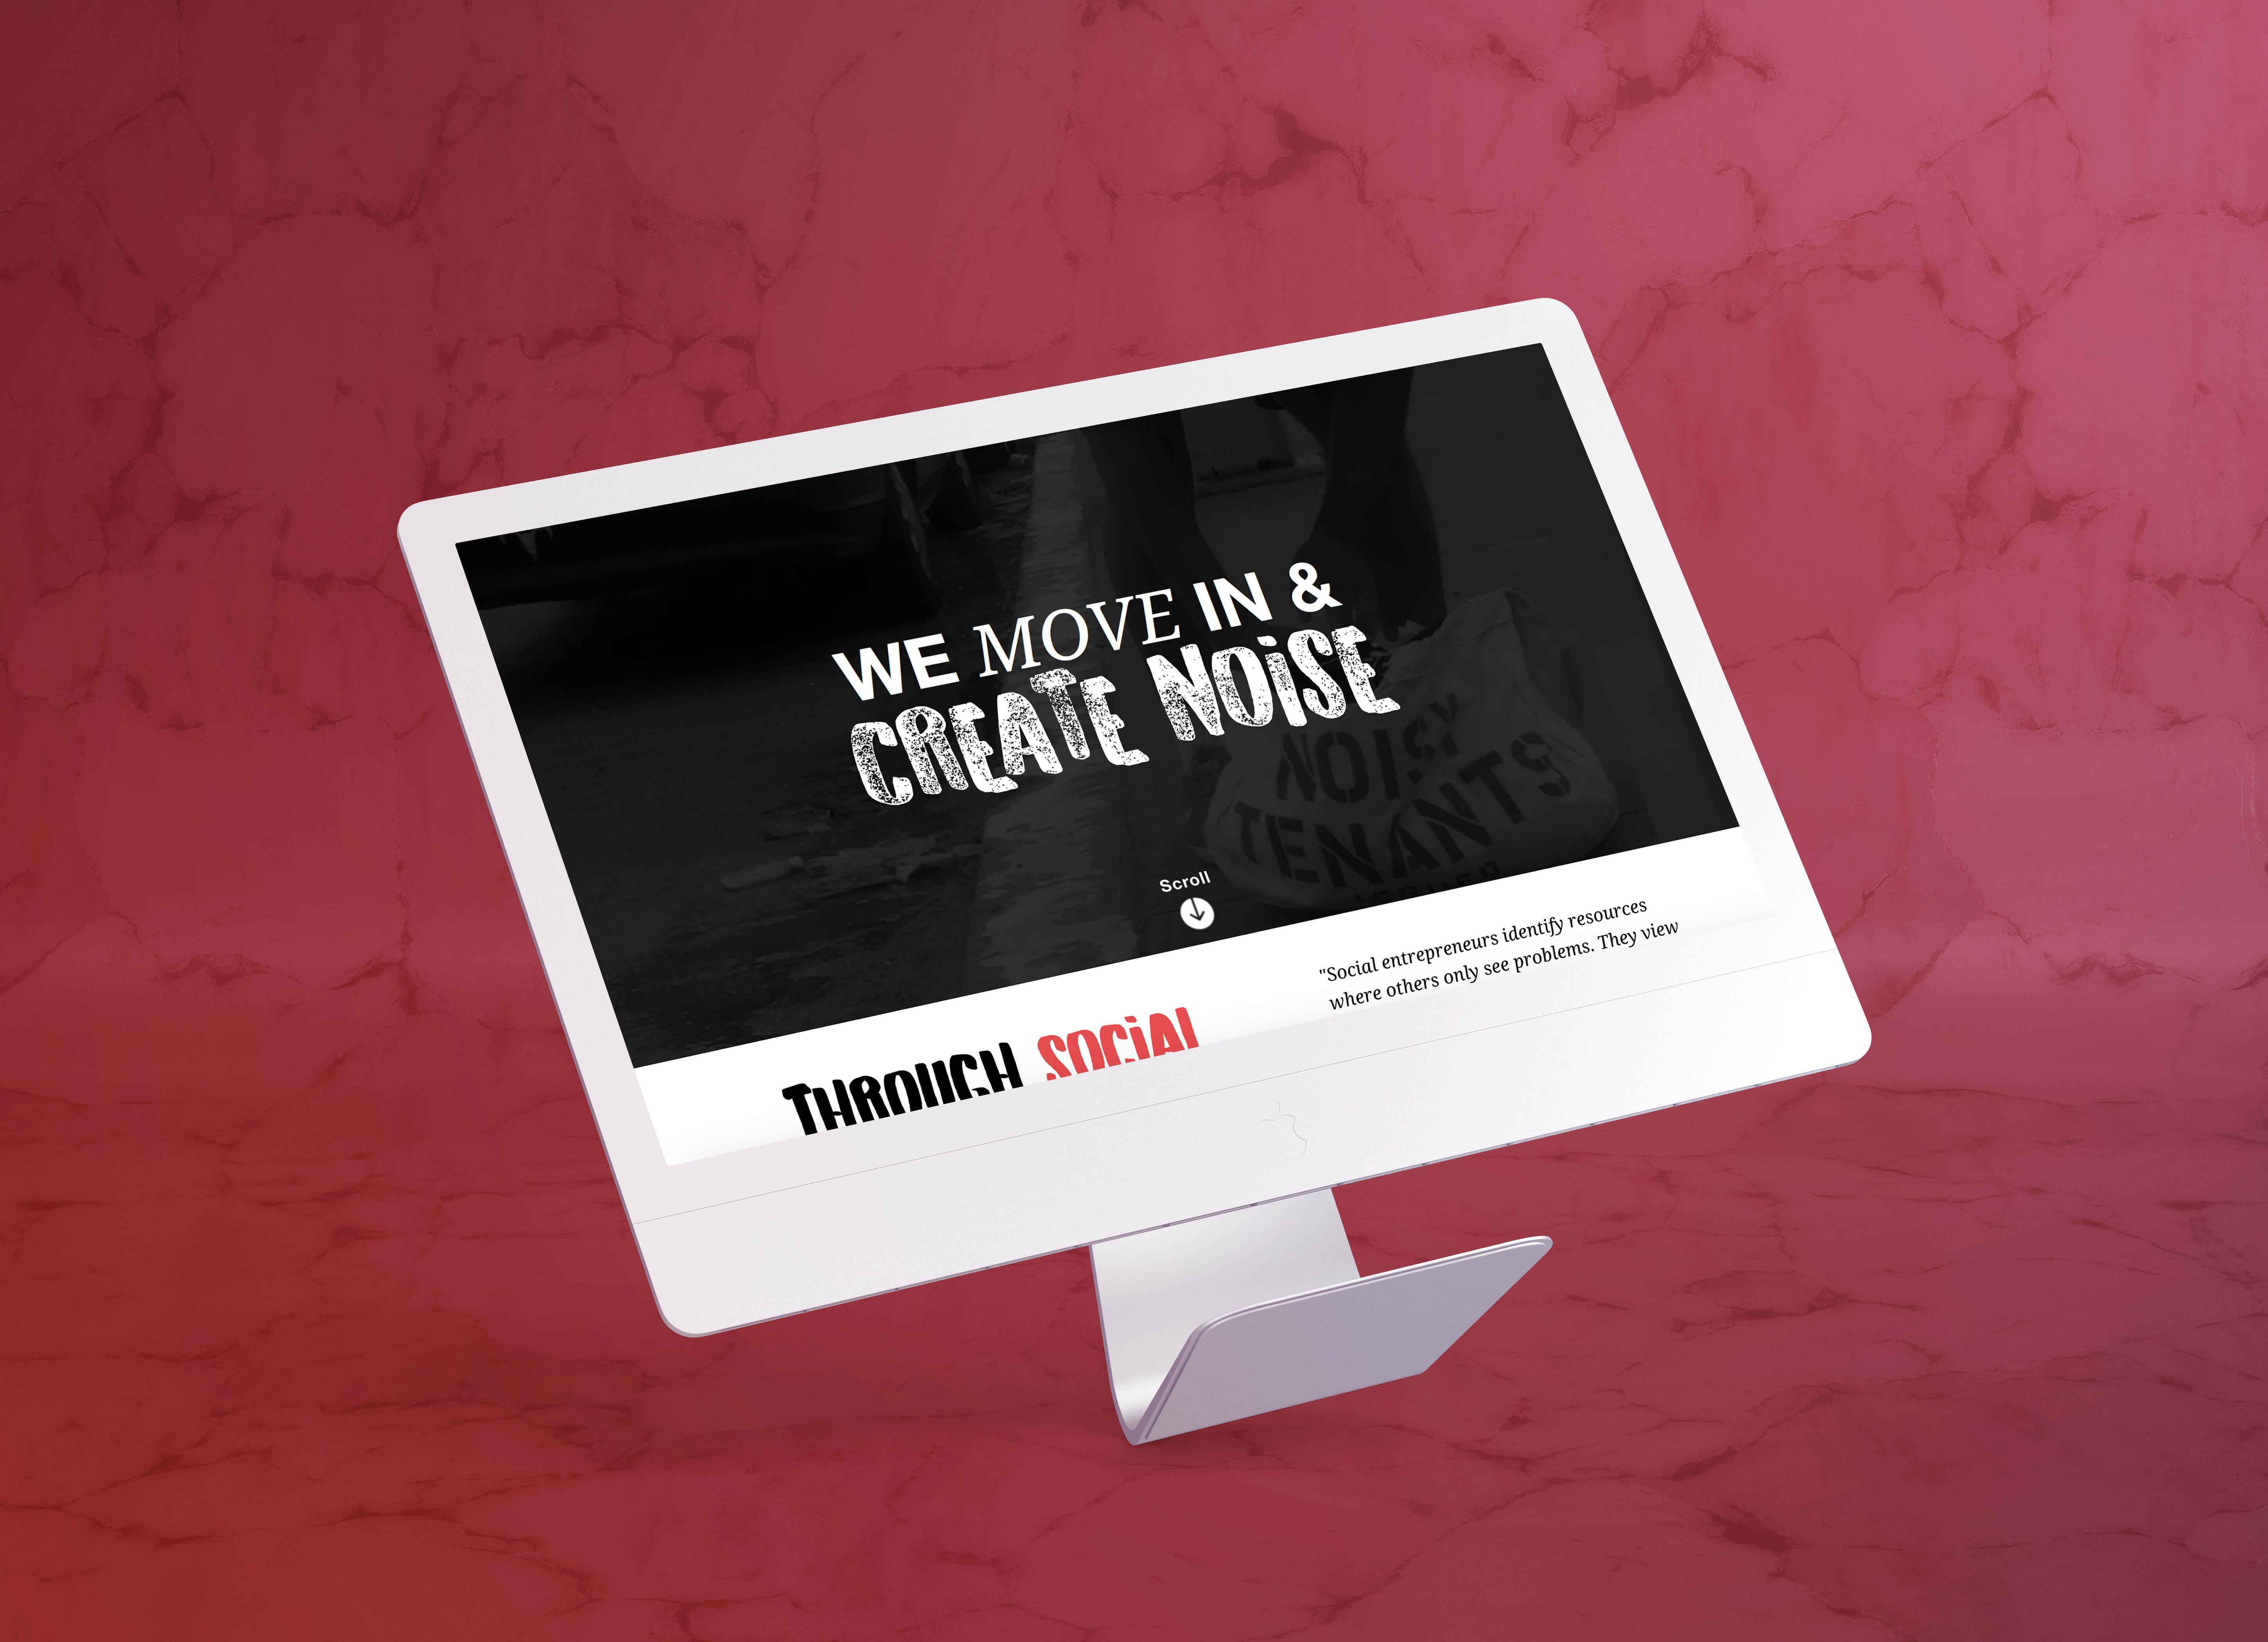 WE MOVE IN &
CREATE NOiSE
NOISY
TENANTS
Scroll
"Social entrepreneurs identify resources
where others only see problems. They view
THROUGH SOCiAL